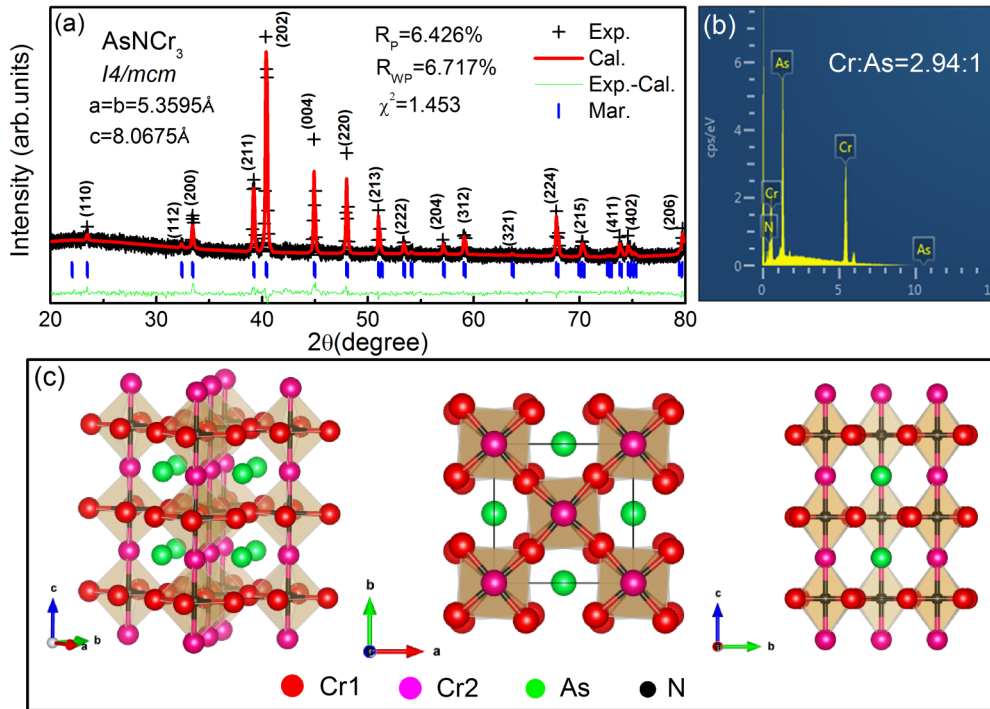 (a)
AsNCr₃
I4/mcm
a=b=5.3595Å
c=8.0675Å
R_P=6.426%
R_WP=6.717%
χ²=1.453
Exp.
Cal.
Exp.-Cal.
Mar.
(110)
(112)
(200)
(211)
(202)
(004)
(220)
(213)
(222)
(204)
(312)
(321)
(224)
(215)
(411)
(402)
(206)
Intensity (arb.units)
20 30 40 50 60 70 80
2θ(degree)
(b)
Cr:As=2.94:1
As
Cr
Cr
N
As
cps/eV
6
4
2
0
0 5 10 1
(c)
c
b
a
b
a
c
b
Cr1 Cr2 As N